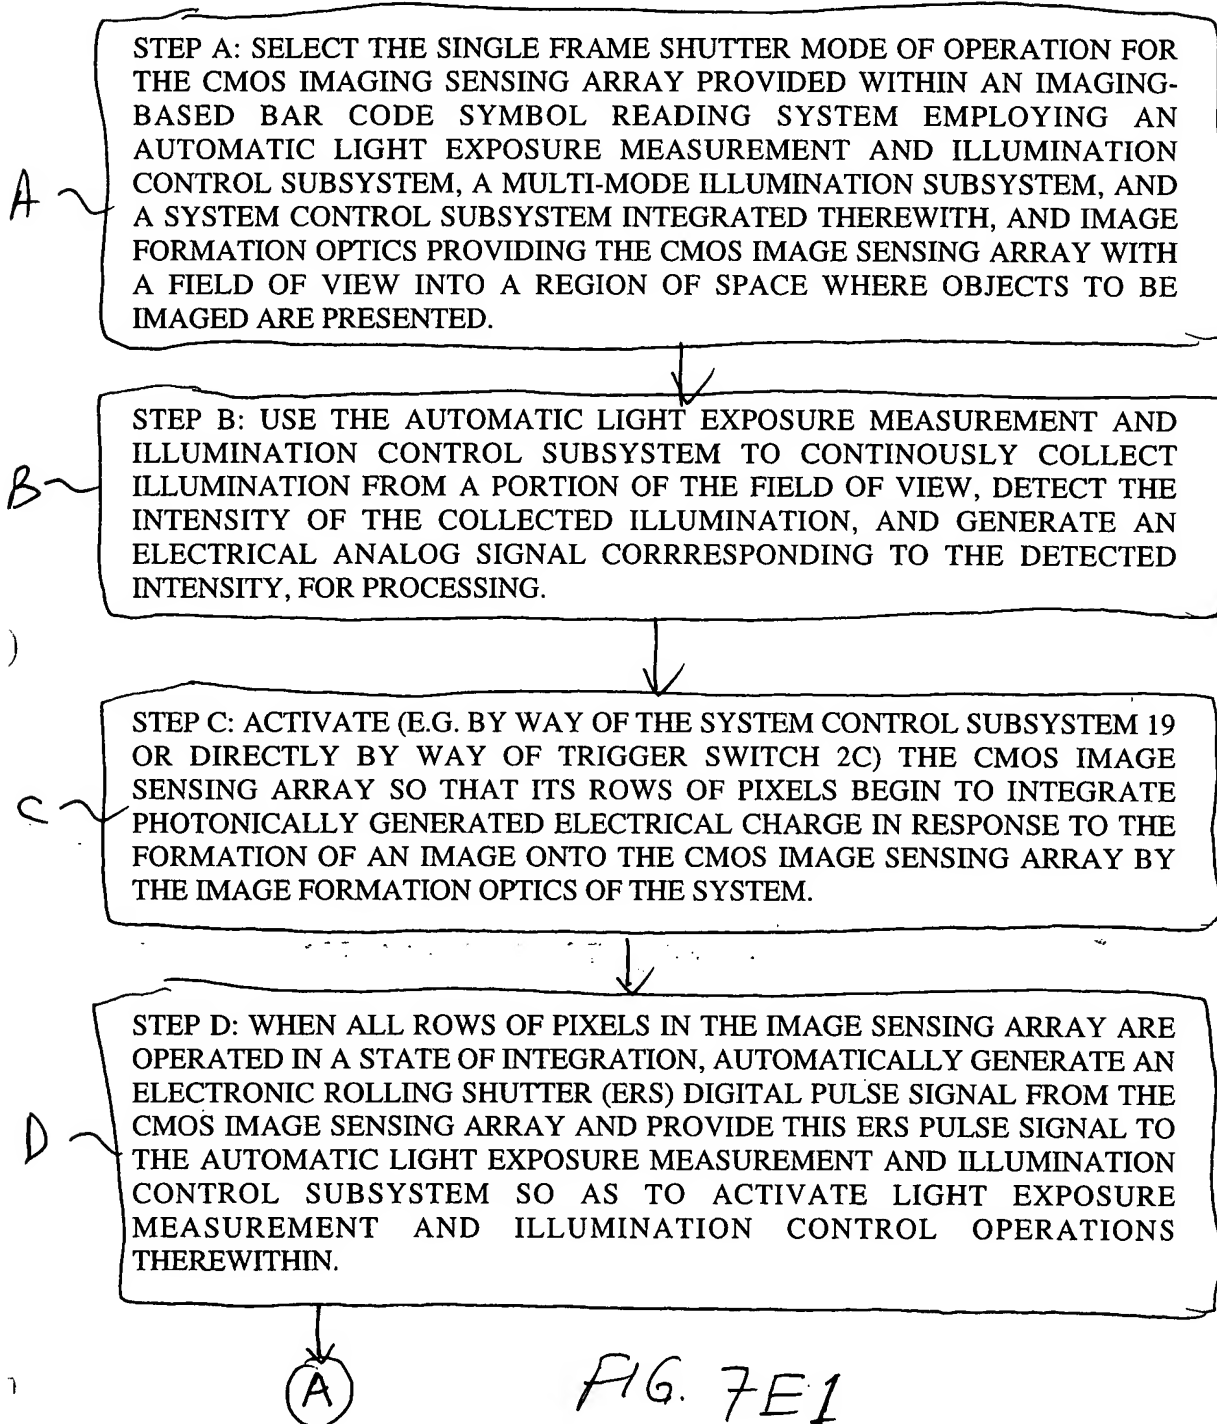 STEP A: SELECT THE SINGLE FRAME SHUTTER MODE OF OPERATION FOR
THE CMOS IMAGING SENSING ARRAY PROVIDED WITHIN AN IMAGING-
BASED BAR CODE SYMBOL READING SYSTEM EMPLOYING AN
AUTOMATIC LIGHT EXPOSURE MEASUREMENT AND ILLUMINATION
CONTROL SUBSYSTEM, A MULTI-MODE ILLUMINATION SUBSYSTEM, AND
A SYSTEM CONTROL SUBSYSTEM INTEGRATED THEREWITH, AND IMAGE
FORMATION OPTICS PROVIDING THE CMOS IMAGE SENSING ARRAY WITH
A FIELD OF VIEW INTO A REGION OF SPACE WHERE OBJECTS TO BE
IMAGED ARE PRESENTED.
A
STEP B: USE THE AUTOMATIC LIGHT EXPOSURE MEASUREMENT AND
ILLUMINATION CONTROL SUBSYSTEM TO CONTINOUSLY COLLECT
ILLUMINATION FROM A PORTION OF THE FIELD OF VIEW, DETECT THE
INTENSITY OF THE COLLECTED ILLUMINATION, AND GENERATE AN
ELECTRICAL ANALOG SIGNAL CORRRESPONDING TO THE DETECTED
INTENSITY, FOR PROCESSING.
B
STEP C: ACTIVATE (E.G. BY WAY OF THE SYSTEM CONTROL SUBSYSTEM 19
OR DIRECTLY BY WAY OF TRIGGER SWITCH 2C) THE CMOS IMAGE
SENSING ARRAY SO THAT ITS ROWS OF PIXELS BEGIN TO INTEGRATE
PHOTONICALLY GENERATED ELECTRICAL CHARGE IN RESPONSE TO THE
FORMATION OF AN IMAGE ONTO THE CMOS IMAGE SENSING ARRAY BY
THE IMAGE FORMATION OPTICS OF THE SYSTEM.
C
STEP D: WHEN ALL ROWS OF PIXELS IN THE IMAGE SENSING ARRAY ARE
OPERATED IN A STATE OF INTEGRATION, AUTOMATICALLY GENERATE AN
ELECTRONIC ROLLING SHUTTER (ERS) DIGITAL PULSE SIGNAL FROM THE
CMOS IMAGE SENSING ARRAY AND PROVIDE THIS ERS PULSE SIGNAL TO
THE AUTOMATIC LIGHT EXPOSURE MEASUREMENT AND ILLUMINATION
CONTROL SUBSYSTEM SO AS TO ACTIVATE LIGHT EXPOSURE
MEASUREMENT AND ILLUMINATION CONTROL OPERATIONS
THEREWITHIN.
D
A
FIG. 7E1